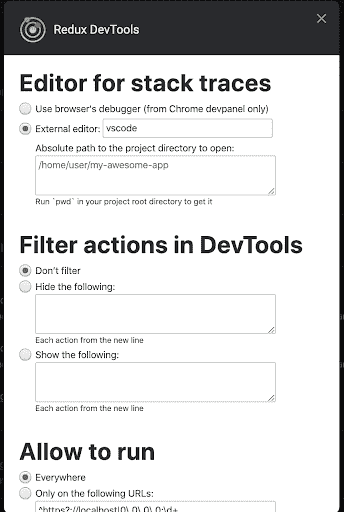 Redux DevTools
Editor for stack traces
Use browser's debugger (from Chrome devpanel only)
External editor: vscode
Absolute path to the project directory to open:
/home/user/my-awesome-app
Run `pwd` in your project root directory to get it
Filter actions in DevTools
Don't filter
Hide the following:
Each action from the new line
Show the following:
Each action from the new line
Allow to run
Everywhere
Only on the following URLs:
^https?://localhost|0\.0\.0\.0:\d+